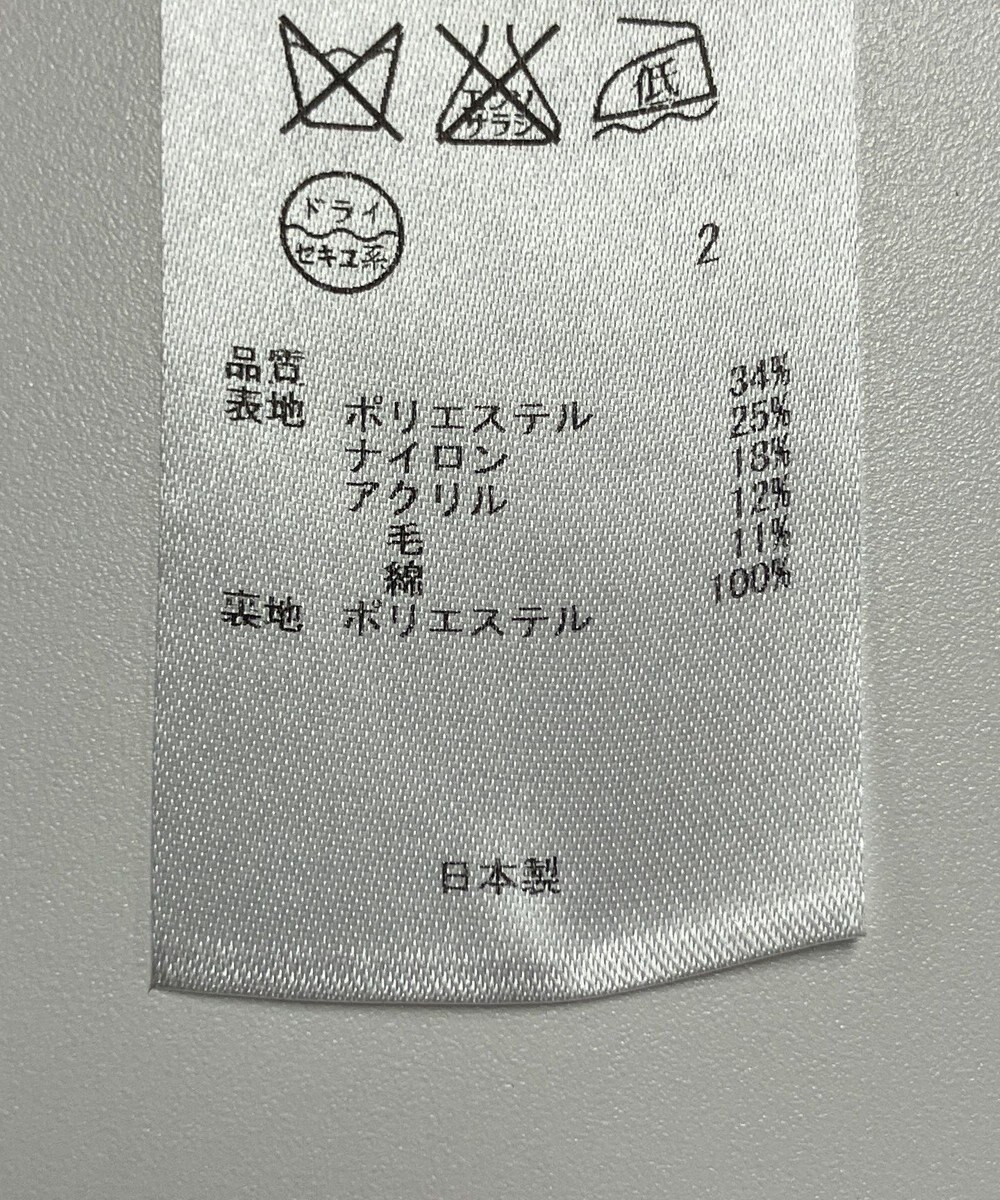 エンソ
サラシ
低
ドライ
セキユ系
2
品質
表地 ポリエステル 34%
ナイロン 25%
アクリル 18%
毛 12%
綿 11%
裏地 ポリエステル 100%
日本製